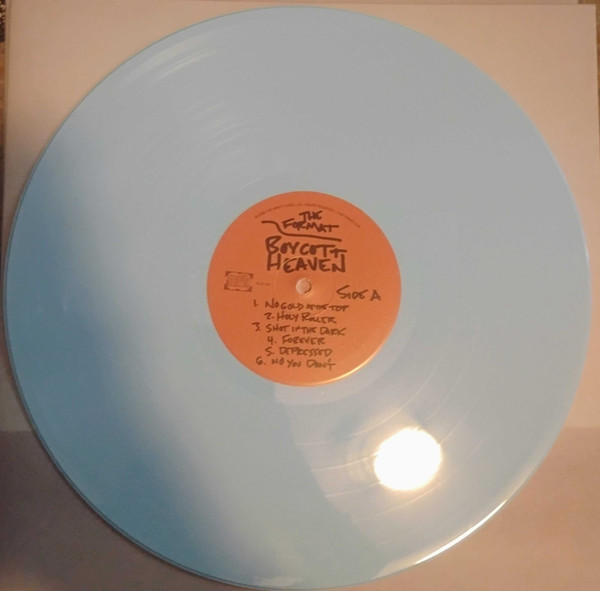 THE
FORMAT
BOYCOTT
HEAVEN
SIDE A
1. NO GOLD AT THE TOP
2. HOLY ROLLER
3. SHOT IN THE DARK
4. FOREVER
5. DEPRESSED
6. NO YOU DON'T